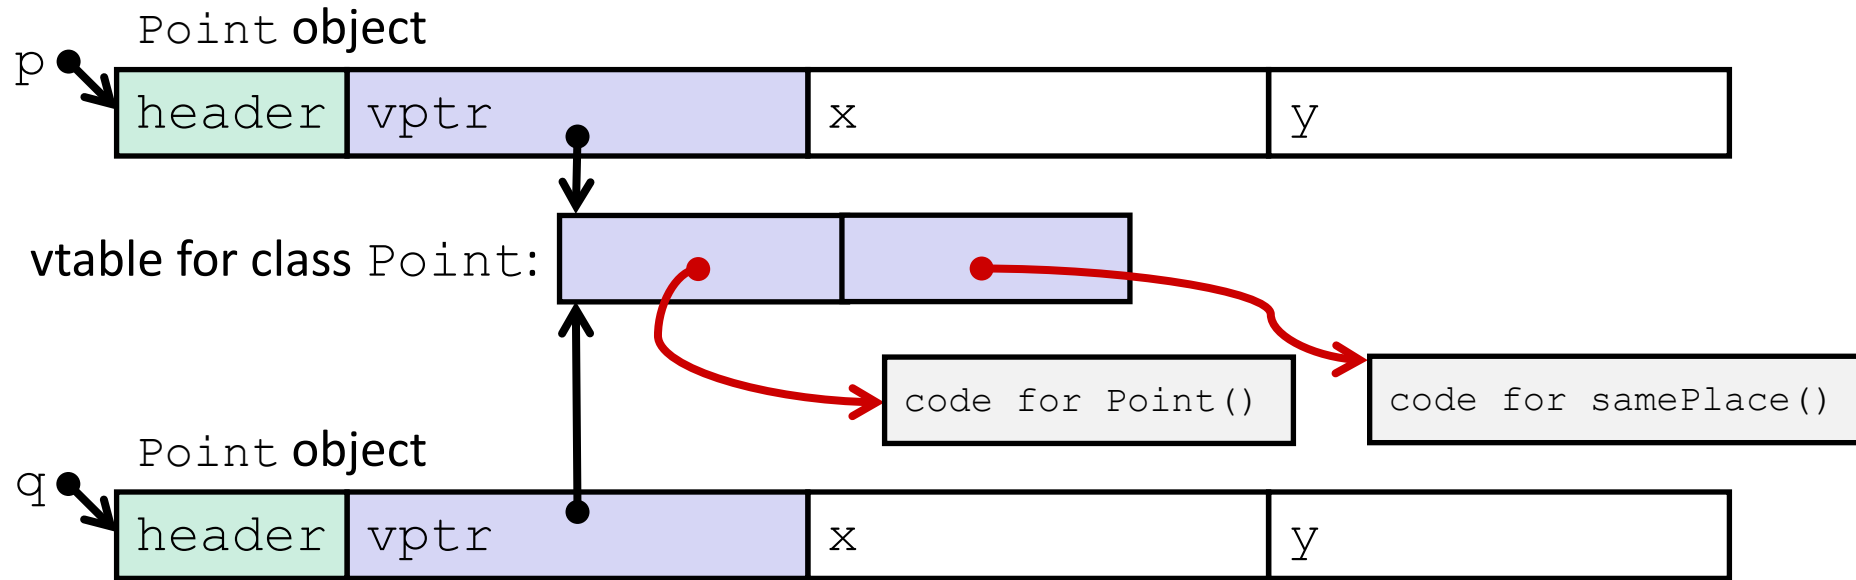 Point object
p
header vptr x y
vtable for class Point:
code for Point() code for samePlace()
Point object
q
header vptr x y